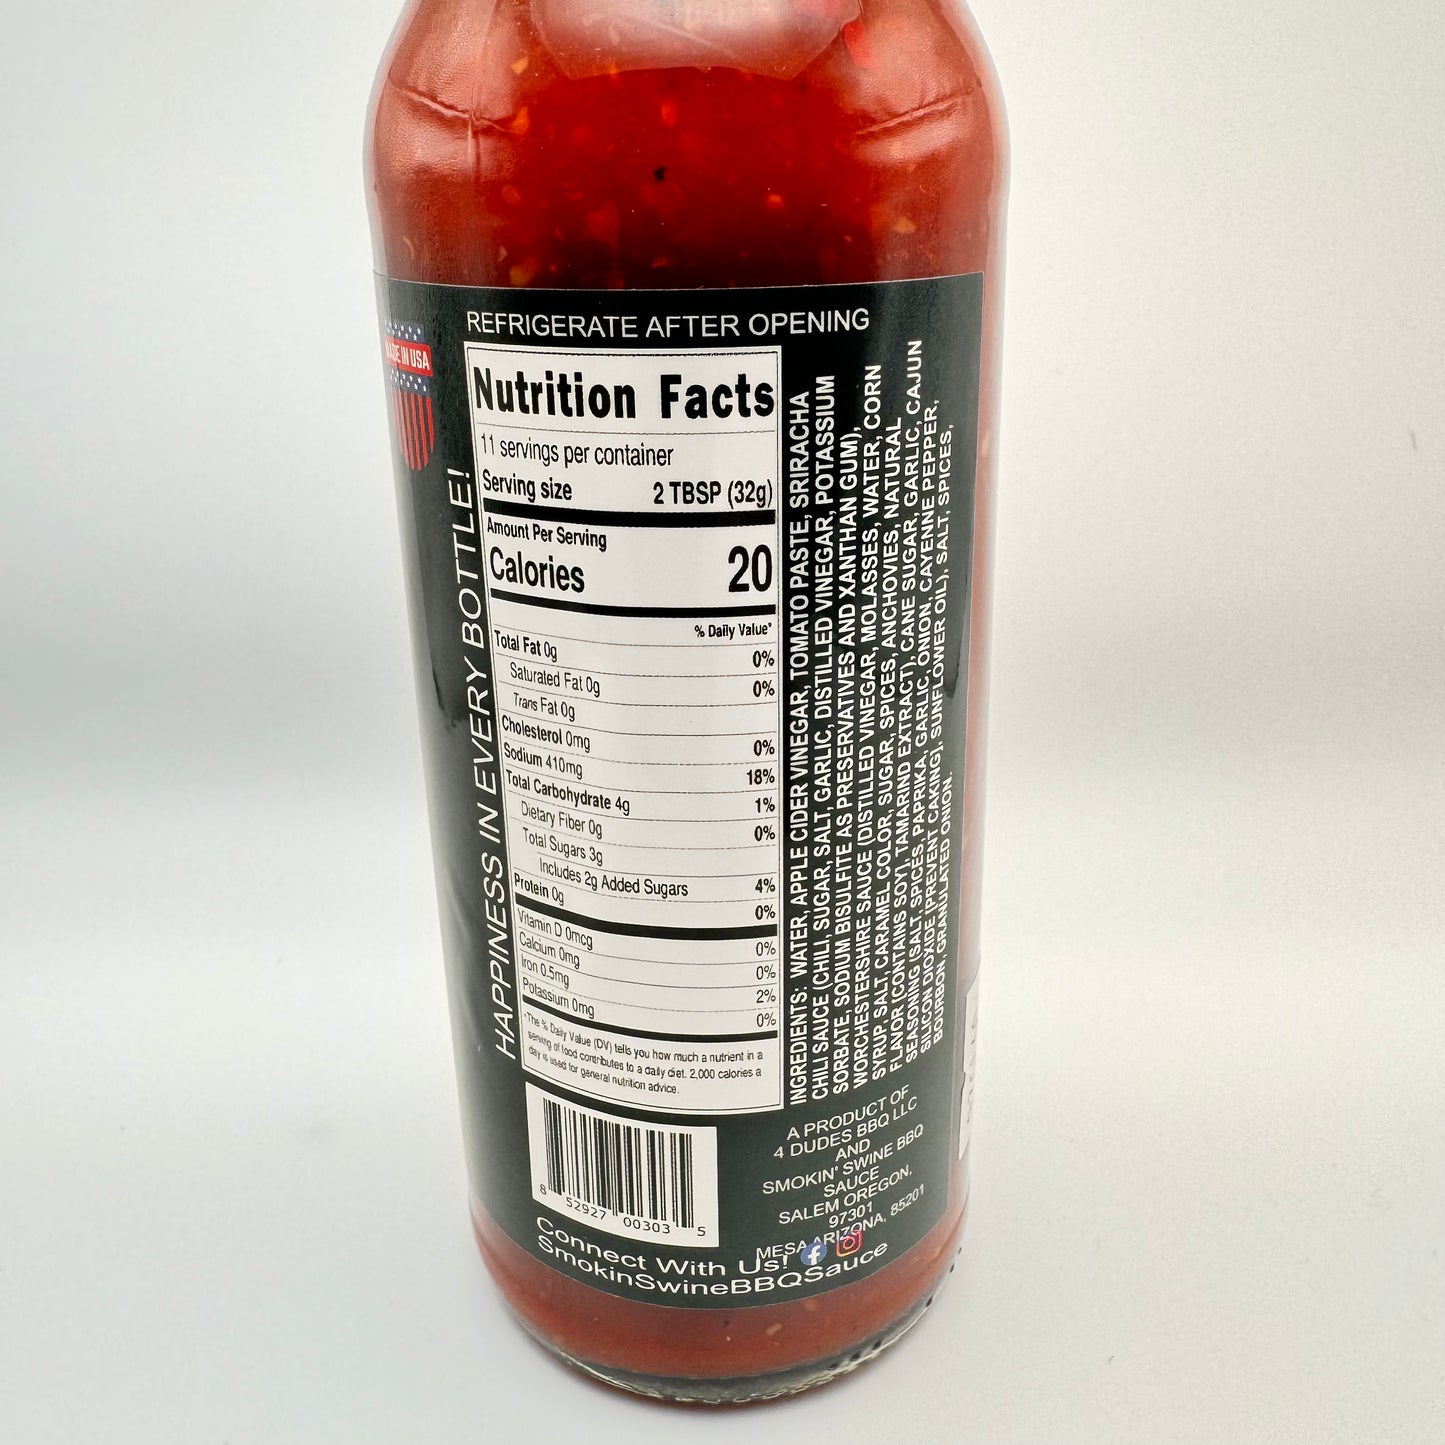 REFRIGERATE AFTER OPENING
MADE IN USA
HAPPINESS IN EVERY BOTTLE!
Nutrition Facts
11 servings per container
Serving size 2 TBSP (32g)
Amount Per Serving
Calories 20
% Daily Value*
Total Fat 0g 0%
Saturated Fat 0g 0%
Trans Fat 0g
Cholesterol 0mg 0%
Sodium 410mg 18%
Total Carbohydrate 4g 1%
Dietary Fiber 0g 0%
Total Sugars 3g
Includes 2g Added Sugars 4%
Protein 0g 0%
Vitamin D 0mcg 0%
Calcium 0mg 0%
Iron 0.5mg 2%
Potassium 0mg 0%
*The % Daily Value (DV) tells you how much a nutrient in a
serving of food contributes to a daily diet. 2,000 calories a
day is used for general nutrition advice.
INGREDIENTS: WATER, APPLE CIDER VINEGAR, TOMATO PASTE, SRIRACHA
CHILI SAUCE (CHILI, SUGAR, SALT, GARLIC, DISTILLED VINEGAR, POTASSIUM
SORBATE, SODIUM BISULFITE AS PRESERVATIVES AND XANTHAN GUM),
WORCHESTERSHIRE SAUCE (DISTILLED VINEGAR, MOLASSES, WATER, CORN
SYRUP, SALT, CARAMEL COLOR, SUGAR, SPICES, ANCHOVIES, NATURAL
FLAVOR (CONTAINS SOY), TAMARIND EXTRACT), CANE SUGAR, GARLIC, CAJUN
SEASONING (SALT, SPICES, PAPRIKA, GARLIC, ONION, CAYENNE PEPPER,
SILICON DIOXIDE (PREVENT CAKING), SUNFLOWER OIL), SALT, SPICES,
BOURBON, GRANULATED ONION.
A PRODUCT OF
4 DUDES BBQ LLC
AND
SMOKIN' SWINE BBQ
SAUCE
SALEM OREGON,
97301
MESA ARIZONA, 85201
8 52927 00303 5
Connect With Us!
SmokinSwineBBQSauce